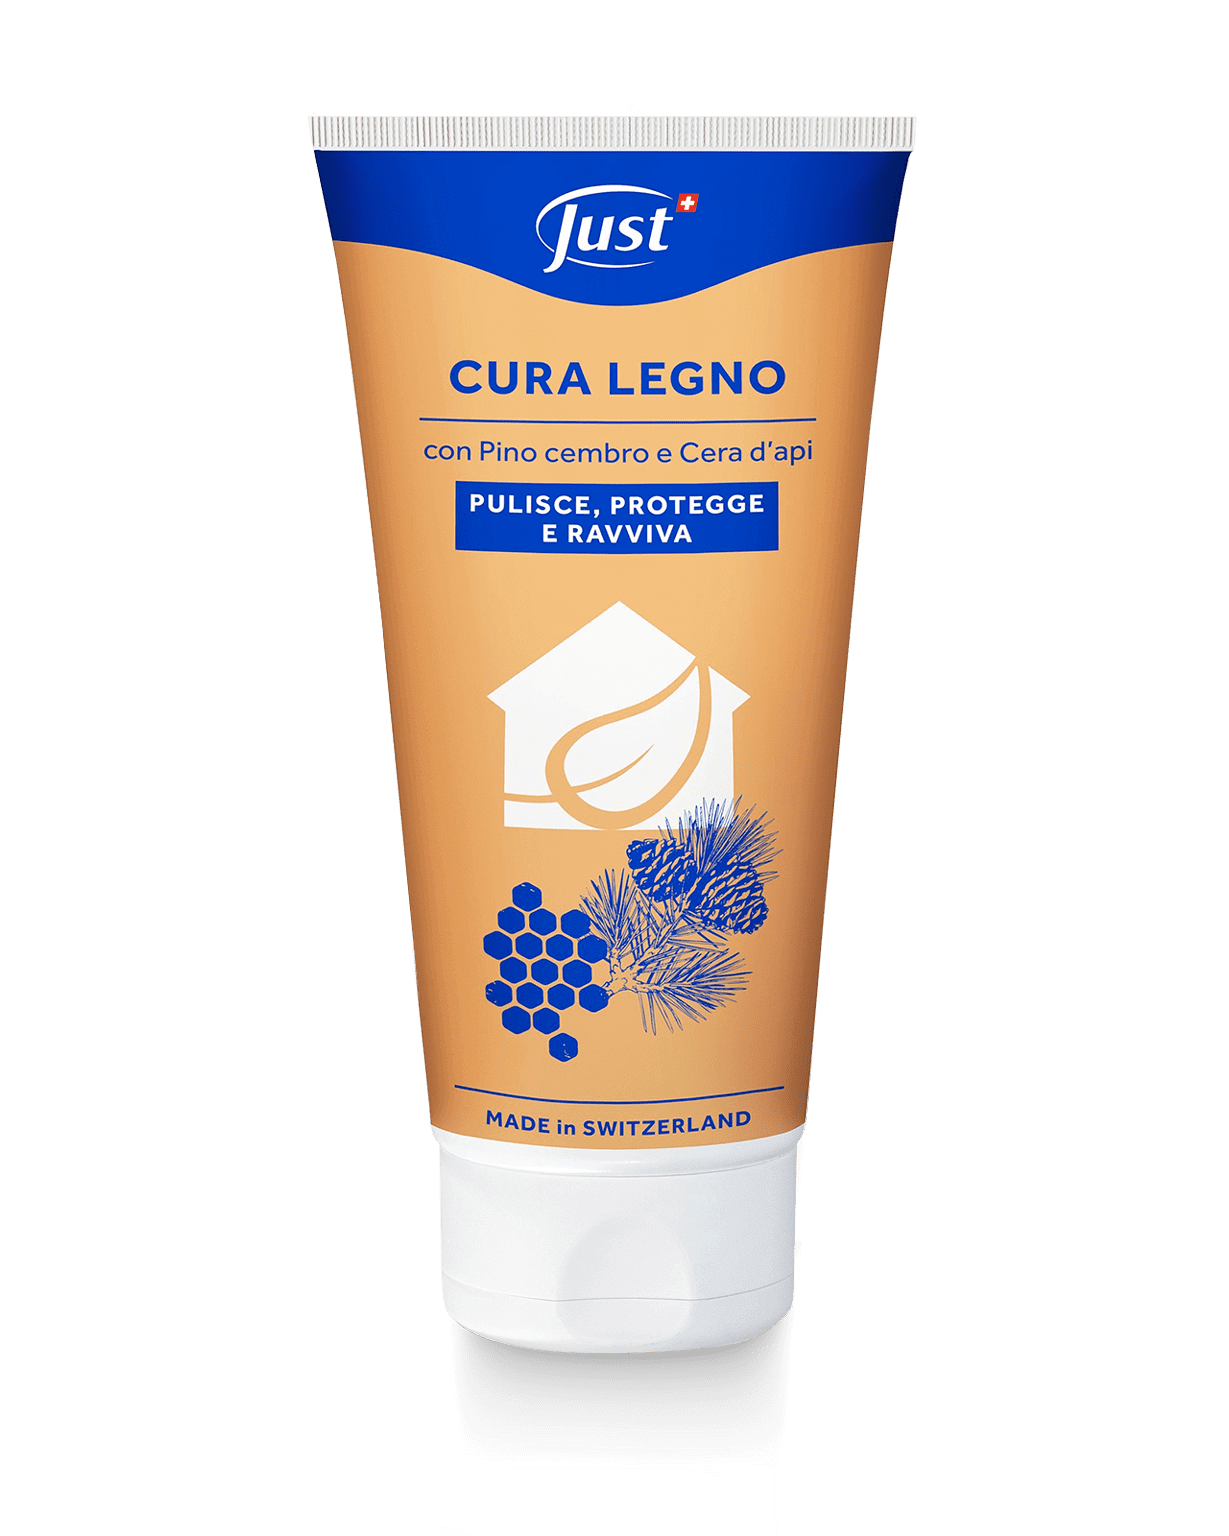 Just
CURA LEGNO
con Pino cembro e Cera d'api
PULISCE, PROTEGGE
E RAVVIVA
MADE in SWITZERLAND